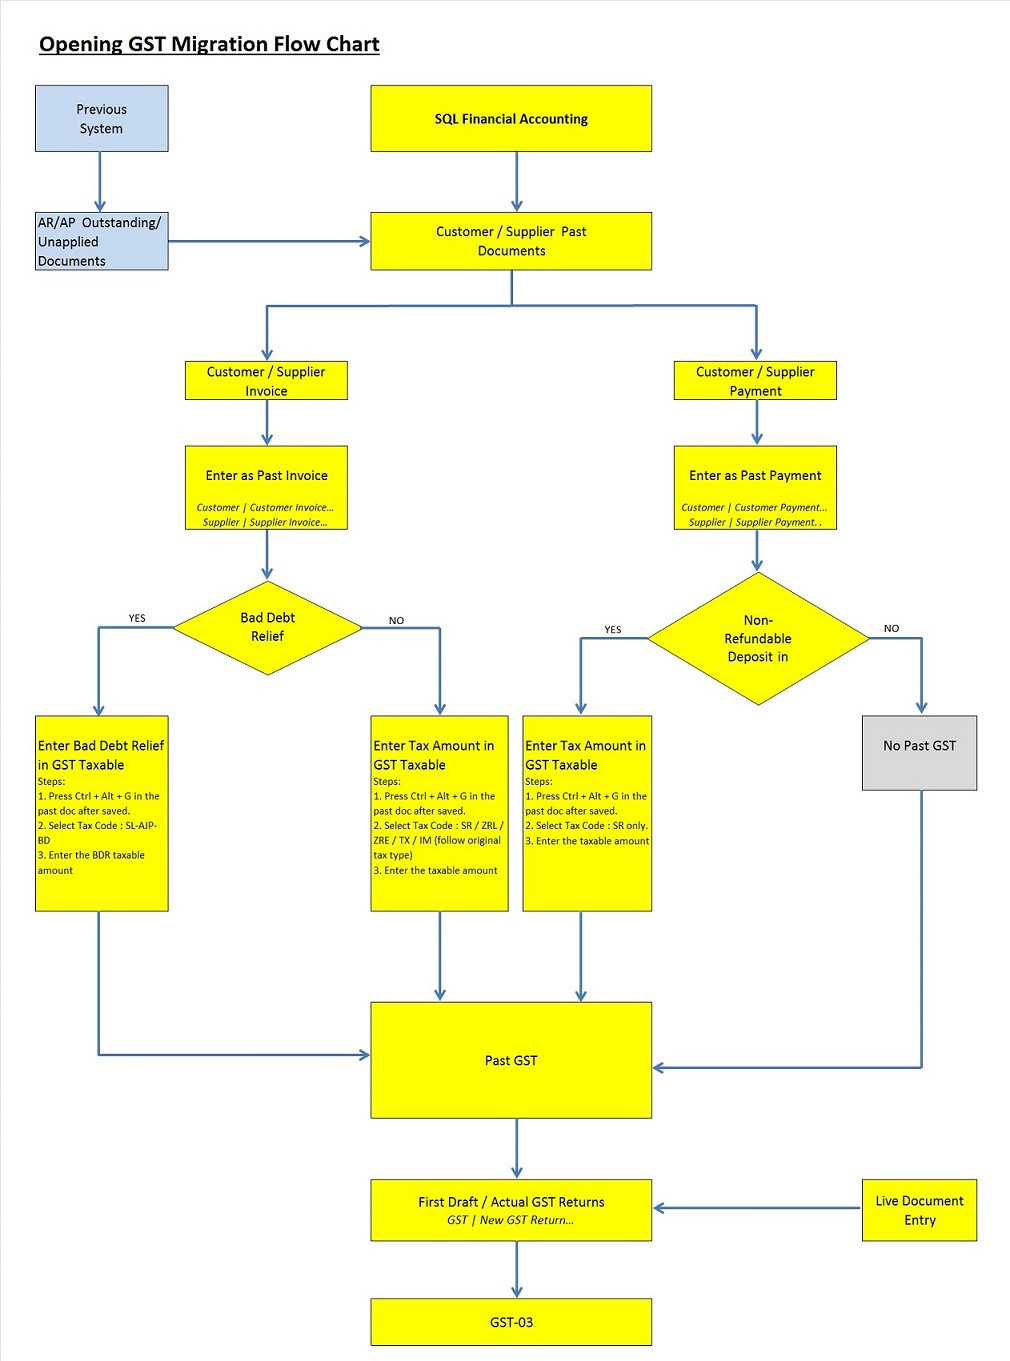 Opening GST Migration Flow Chart
Previous
System
SQL Financial Accounting
AR/AP Outstanding/
Unapplied
Documents
Customer / Supplier Past
Documents
Customer / Supplier
Invoice
Customer / Supplier
Payment
Enter as Past Invoice
Customer | Customer Invoice...
Supplier | Supplier Invoice...
Enter as Past Payment
Customer | Customer Payment...
Supplier | Supplier Payment. .
YES
Bad Debt
Relief
NO
YES
Non-
Refundable
Deposit in
NO
Enter Bad Debt Relief
in GST Taxable
Steps:
1. Press Ctrl + Alt + G in the
past doc after saved.
2. Select Tax Code : SL-AJP-
BD
3. Enter the BDR taxable
amount
Enter Tax Amount in
GST Taxable
Steps:
1. Press Ctrl + Alt + G in the
past doc after saved.
2. Select Tax Code : SR / ZRL /
ZRE / TX / IM (follow original
tax type)
3. Enter the taxable amount
Enter Tax Amount in
GST Taxable
Steps:
1. Press Ctrl + Alt + G in the
past doc after saved.
2. Select Tax Code : SR only.
3. Enter the taxable amount
No Past GST
Past GST
First Draft / Actual GST Returns
GST | New GST Return...
Live Document
Entry
GST-03